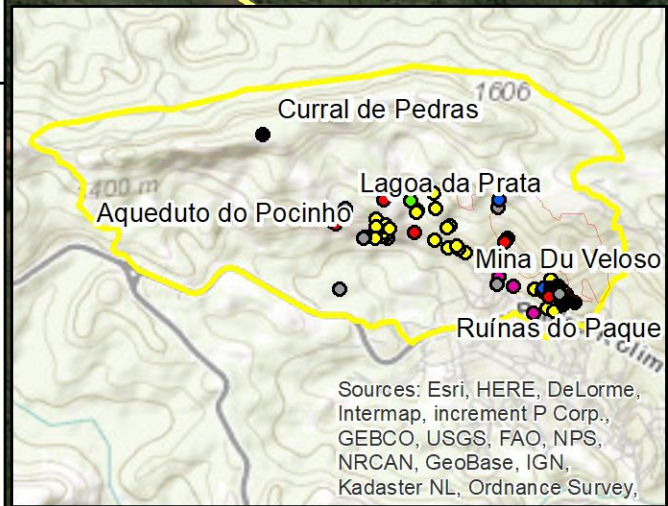 1606
Curral de Pedras
1400 m
Lagoa da Prata
Aqueduto do Pocinho
Mina Du Veloso
Ruínas do Paque
Sources: Esri, HERE, DeLorme,
Intermap, increment P Corp.,
GEBCO, USGS, FAO, NPS,
NRCAN, GeoBase, IGN,
Kadaster NL, Ordnance Survey,